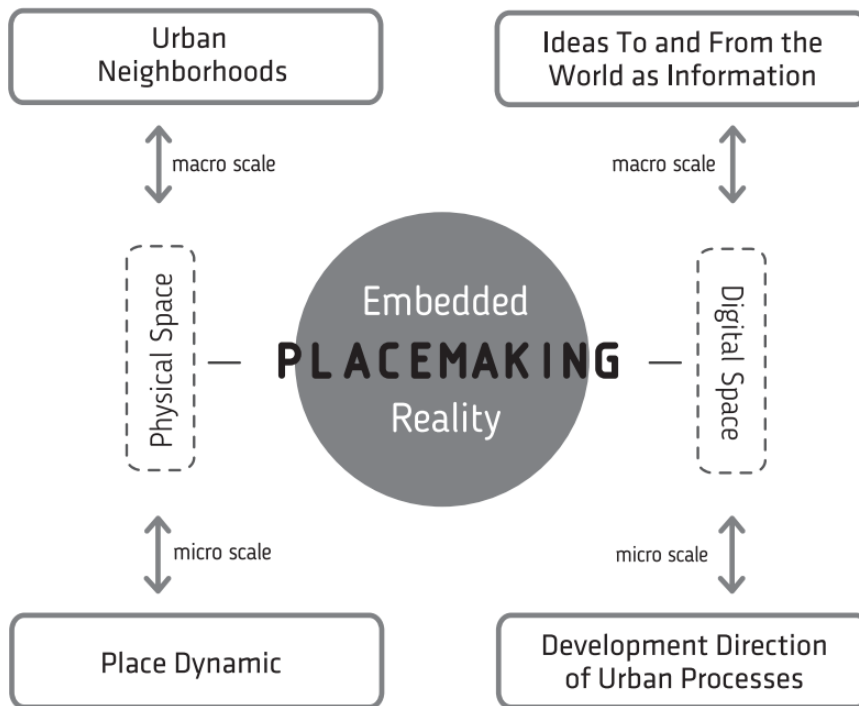 Urban
Neighborhoods
Ideas To and From the
World as Information
macro scale
macro scale
Physical Space
Embedded
PLACEMAKING
Reality
Digital Space
micro scale
micro scale
Place Dynamic
Development Direction
of Urban Processes